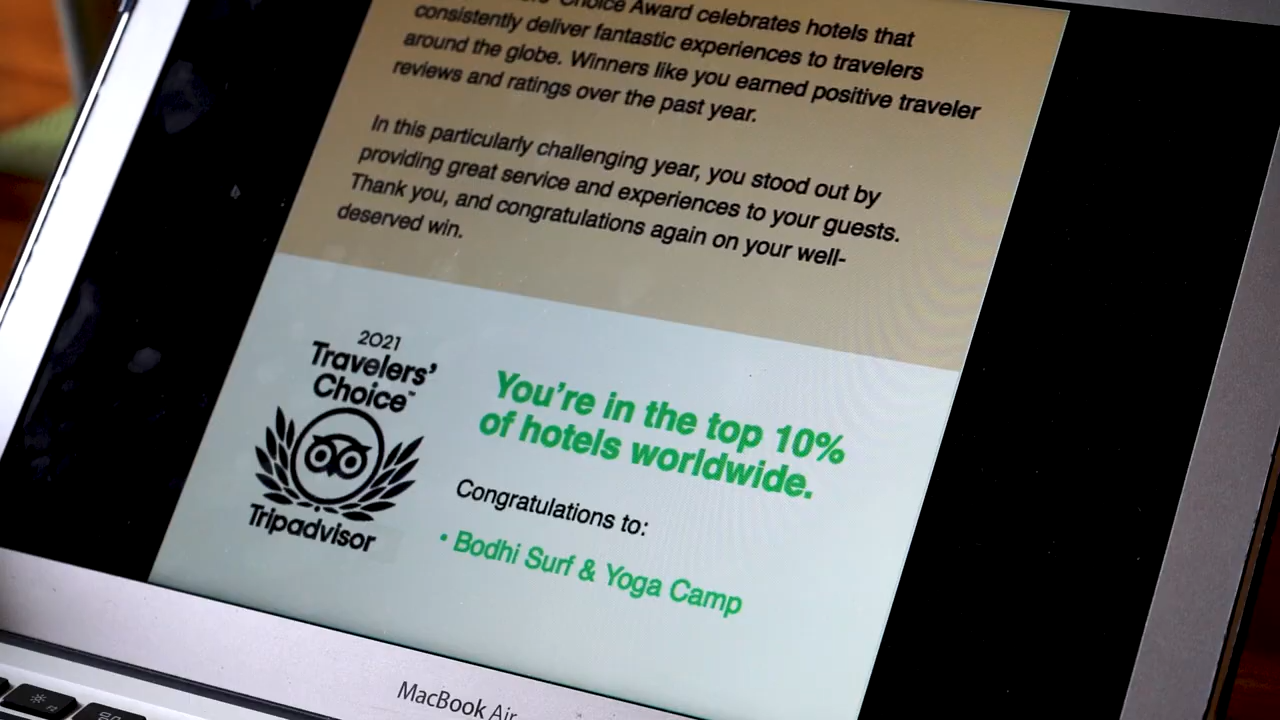 Choice Award celebrates hotels that
consistently deliver fantastic experiences to travelers
around the globe. Winners like you earned positive traveler
reviews and ratings over the past year.
In this particularly challenging year, you stood out by
providing great service and experiences to your guests.
Thank you, and congratulations again on your well-
deserved win.
2021
Travelers'
Choice™
Tripadvisor
You're in the top 10%
of hotels worldwide.
Congratulations to:
• Bodhi Surf & Yoga Camp
MacBook Air